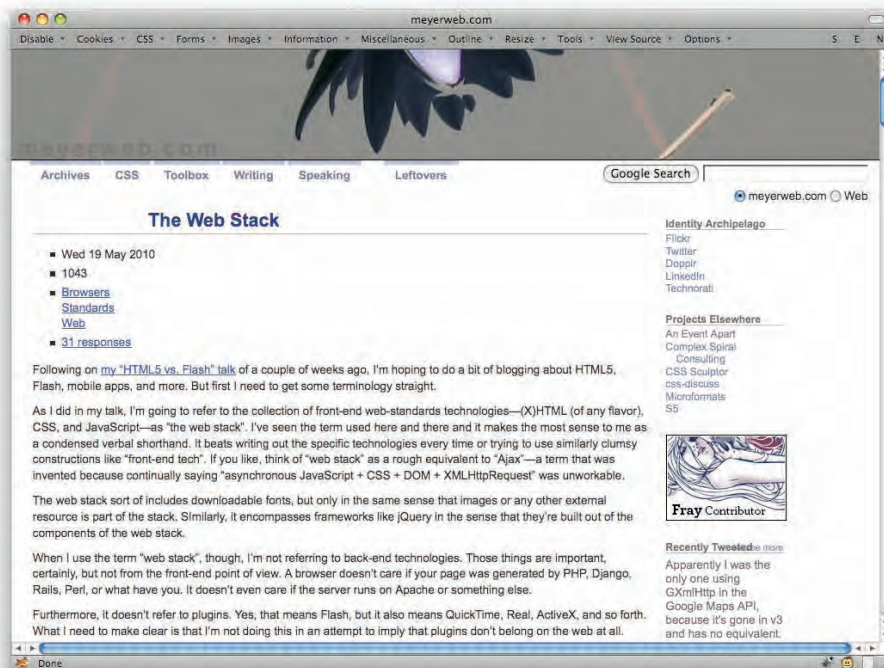 meyerweb.com
Disable Cookies CSS Forms Images Information Miscellaneous Outline Resize Tools View Source Options S E N
meyerweb.com
Archives CSS Toolbox Writing Speaking Leftovers
Google Search
meyerweb.com Web
The Web Stack
Wed 19 May 2010
1043
Browsers
Standards
Web
31 responses
Following on my “HTML5 vs. Flash” talk of a couple of weeks ago, I’m hoping to do a bit of blogging about HTML5,
Flash, mobile apps, and more. But first I need to get some terminology straight.
As I did in my talk, I’m going to refer to the collection of front-end web-standards technologies—(X)HTML (of any flavor),
CSS, and JavaScript—as “the web stack”. I’ve seen the term used here and there and it makes the most sense to me as
a condensed verbal shorthand. It beats writing out the specific technologies every time or trying to use similarly clumsy
constructions like “front-end tech”. If you like, think of “web stack” as a rough equivalent to “Ajax”—a term that was
invented because continually saying “asynchronous JavaScript + CSS + DOM + XMLHttpRequest” was unworkable.
The web stack sort of includes downloadable fonts, but only in the same sense that images or any other external
resource is part of the stack. SImilarly, it encompasses frameworks like jQuery in the sense that they’re built out of the
components of the web stack.
When I use the term “web stack”, though, I’m not referring to back-end technologies. Those things are important,
certainly, but not from the front-end point of view. A browser doesn’t care if your page was generated by PHP, Django,
Rails, Perl, or what have you. It doesn’t even care if the server runs on Apache or something else.
Furthermore, it doesn’t refer to plugins. Yes, that means Flash, but it also means QuickTime, Real, ActiveX, and so forth.
What I need to make clear is that I’m not doing this in an attempt to imply that plugins don’t belong on the web at all.
Identity Archipelago
Flickr
Twitter
Dopplr
LinkedIn
Technorati
Projects Elsewhere
An Event Apart
Complex Spiral
Consulting
CSS Sculptor
css-discuss
Microformats
S5
Fray Contributor
Recently Tweeted more
Apparently I was the
only one using
GXmlHttp in the
Google Maps API,
because it’s gone in v3
and has no equivalent.
Done